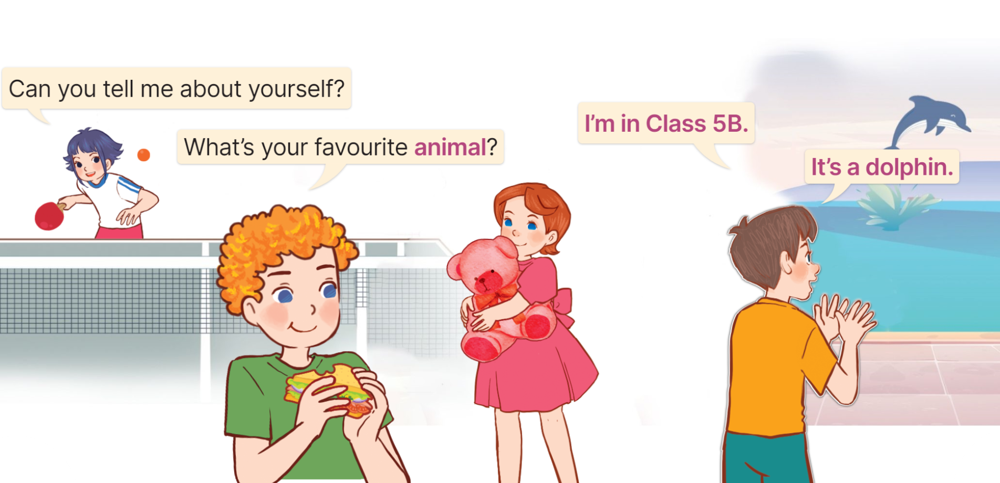 Can you tell me about yourself?
What's your favourite animal?
I'm in Class 5B.
It's a dolphin.